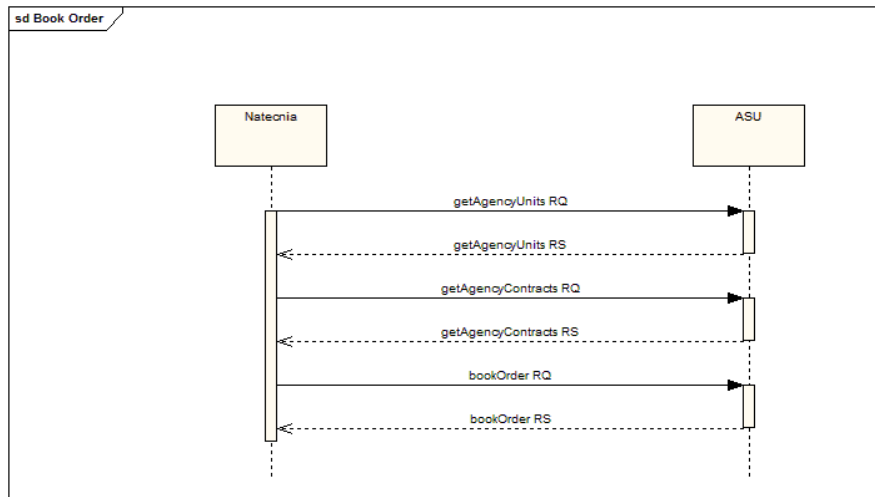 sd Book Order
Natecnia
ASU
getAgencyUnits RQ
getAgencyUnits RS
getAgencyContracts RQ
getAgencyContracts RS
bookOrder RQ
bookOrder RS